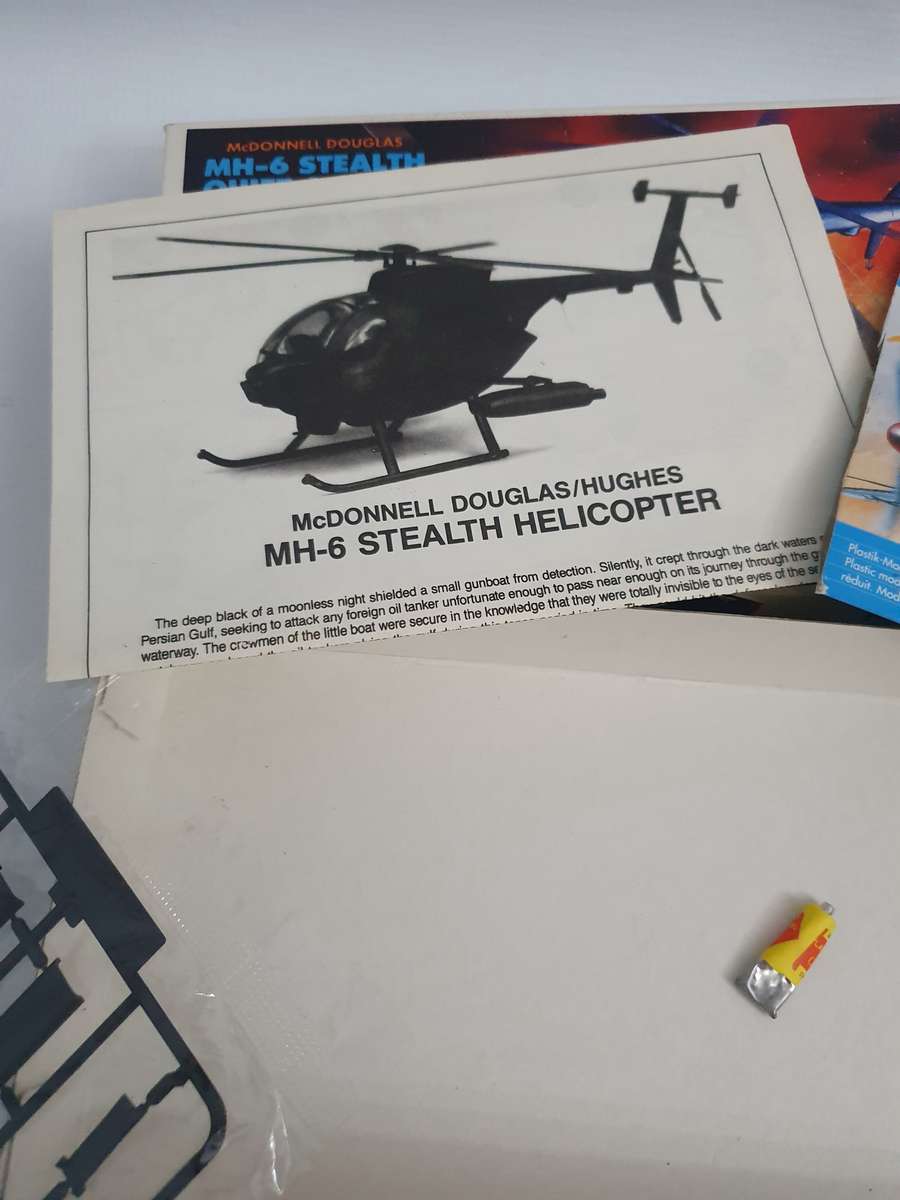 McDONNELL DOUGLAS
MH-6 STEALTH
McDONNELL DOUGLAS/HUGHES
MH-6 STEALTH HELICOPTER
The deep black of a moonless night shielded a small gunboat from detection. Silently, it crept through the dark waters
Persian Gulf, seeking to attack any foreign oil tanker unfortunate enough to pass near enough on its journey through the
waterway. The crewmen of the little boat were secure in the knowledge that they were totally invisible to the eyes of the
Plastik-Mo
Plastic mod
réduit. Mod